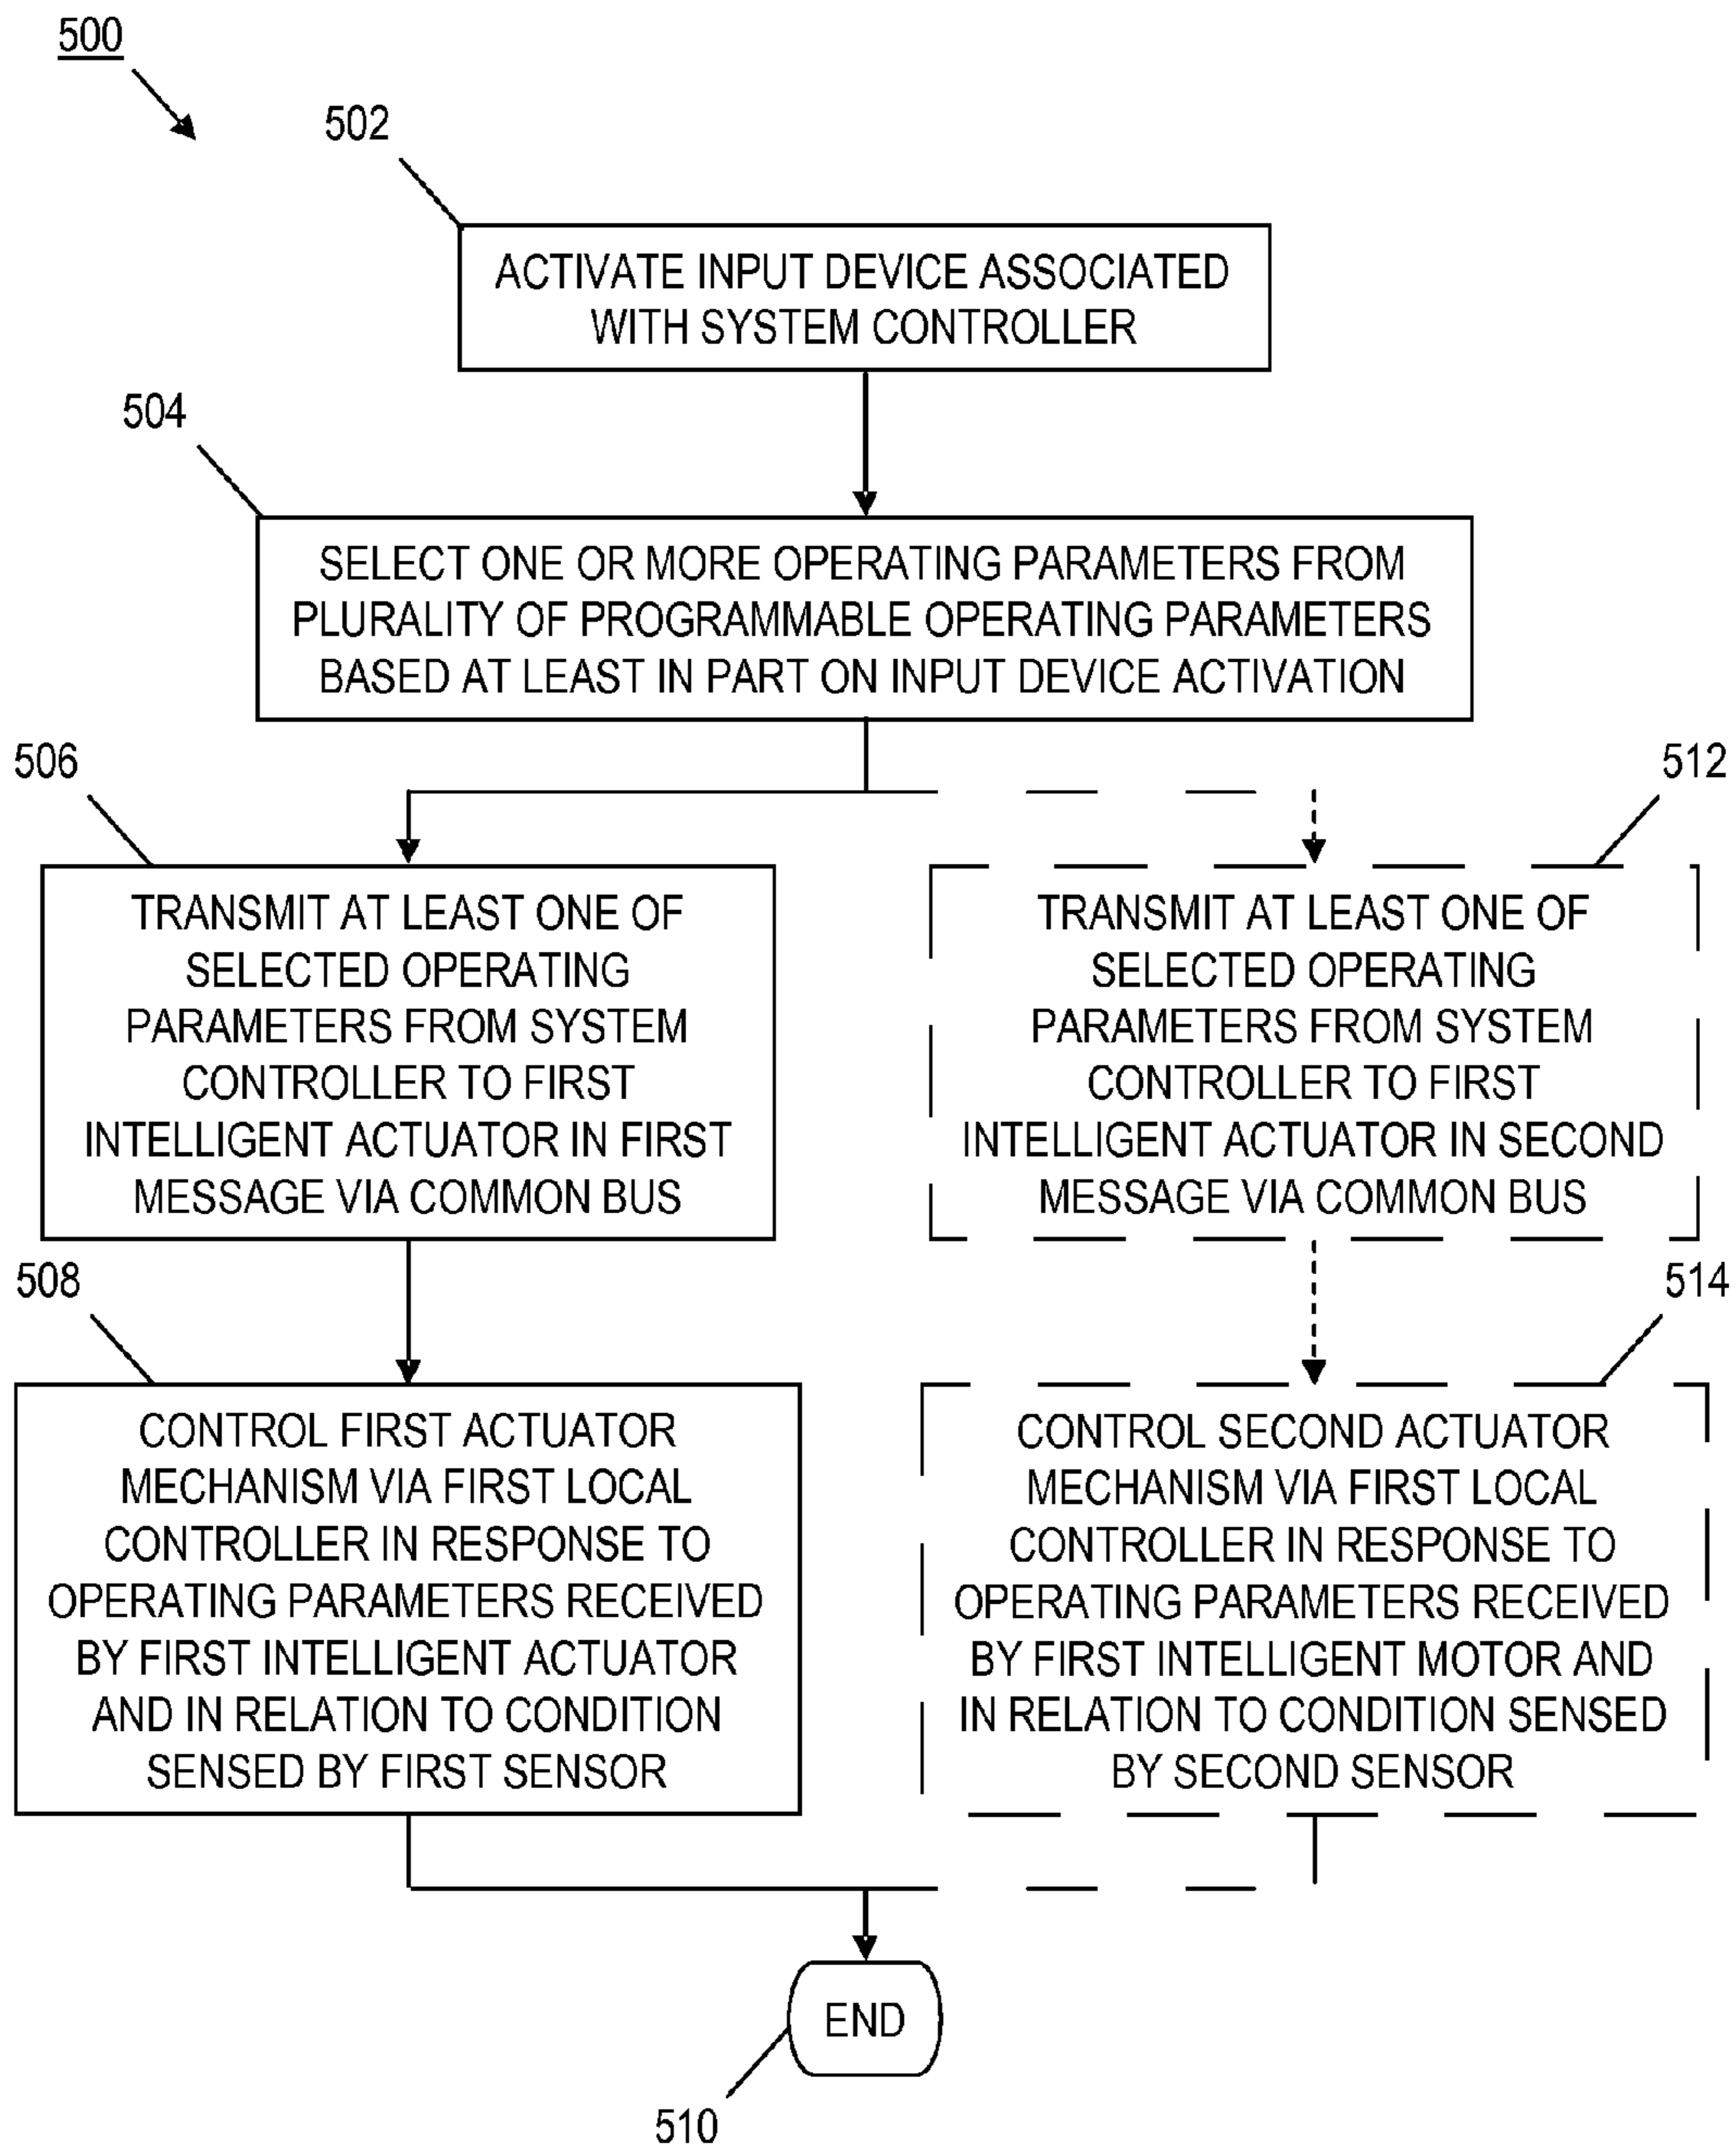 500
502
ACTIVATE INPUT DEVICE ASSOCIATED
WITH SYSTEM CONTROLLER
504
SELECT ONE OR MORE OPERATING PARAMETERS FROM
PLURALITY OF PROGRAMMABLE OPERATING PARAMETERS
BASED AT LEAST IN PART ON INPUT DEVICE ACTIVATION
506
TRANSMIT AT LEAST ONE OF
SELECTED OPERATING
PARAMETERS FROM SYSTEM
CONTROLLER TO FIRST
INTELLIGENT ACTUATOR IN FIRST
MESSAGE VIA COMMON BUS
512
TRANSMIT AT LEAST ONE OF
SELECTED OPERATING
PARAMETERS FROM SYSTEM
CONTROLLER TO FIRST
INTELLIGENT ACTUATOR IN SECOND
MESSAGE VIA COMMON BUS
508
CONTROL FIRST ACTUATOR
MECHANISM VIA FIRST LOCAL
CONTROLLER IN RESPONSE TO
OPERATING PARAMETERS RECEIVED
BY FIRST INTELLIGENT ACTUATOR
AND IN RELATION TO CONDITION
SENSED BY FIRST SENSOR
514
CONTROL SECOND ACTUATOR
MECHANISM VIA FIRST LOCAL
CONTROLLER IN RESPONSE TO
OPERATING PARAMETERS RECEIVED
BY FIRST INTELLIGENT MOTOR AND
IN RELATION TO CONDITION SENSED
BY SECOND SENSOR
END
510